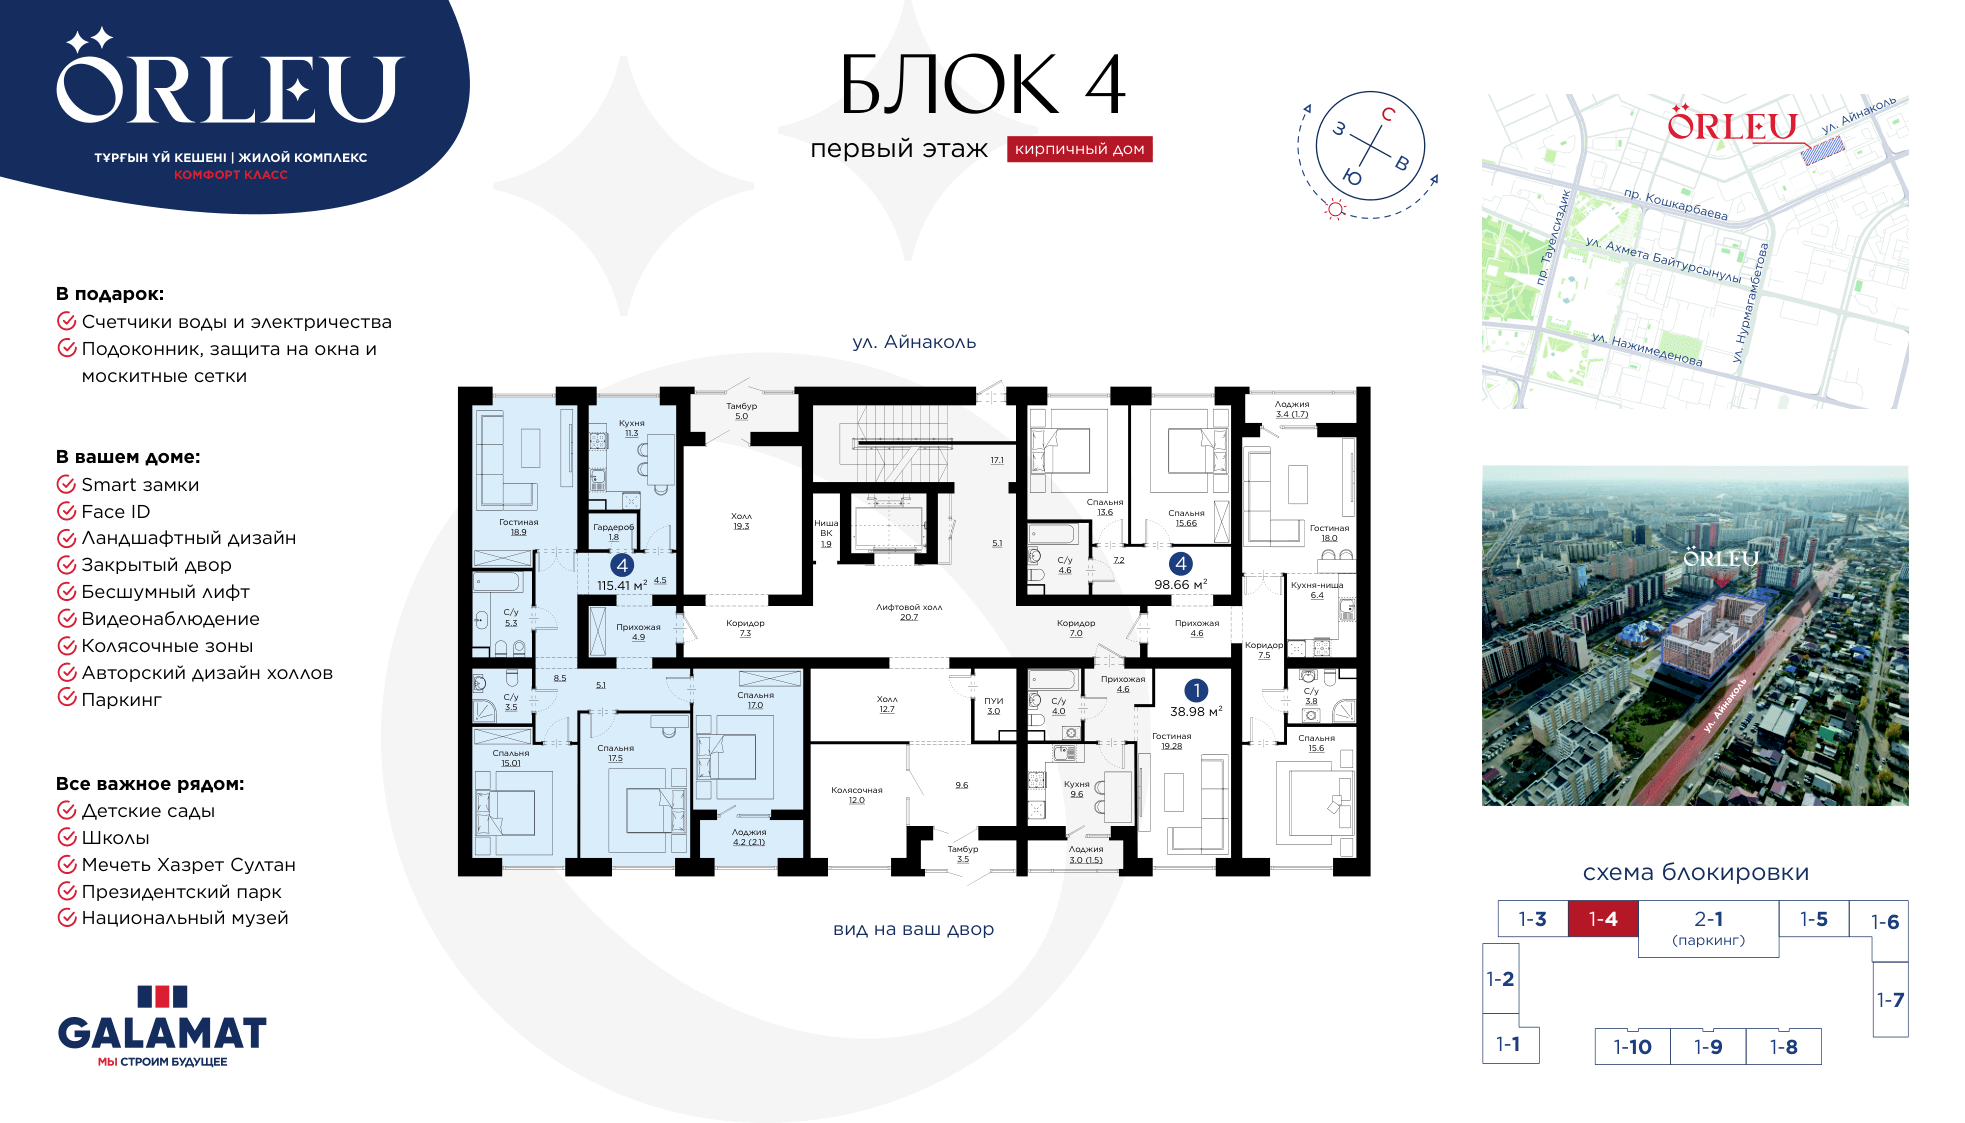 ÖRLEU
ТҰРҒЫН ҮЙ КЕШЕНІ | ЖИЛОЙ КОМПЛЕКС
КОМФОРТ КЛАСС
БЛОК 4
первый этаж
кирпичный дом
С
В
Ю
З
ÖRLEU
ул. Айнаколь
пр. Кошкарбаева
пр. Тауелсиздик
ул. Ахмета Байтурсынулы
ул. Нурмагамбетова
ул. Нажимеденова
В подарок:
Счетчики воды и электричества
Подоконник, защита на окна и
москитные сетки
В вашем доме:
Smart замки
Face ID
Ландшафтный дизайн
Закрытый двор
Бесшумный лифт
Видеонаблюдение
Колясочные зоны
Авторский дизайн холлов
Паркинг
Все важное рядом:
Детские сады
Школы
Мечеть Хазрет Султан
Президентский парк
Национальный музей
GALAMAT
МЫ СТРОИМ БУДУЩЕЕ
ул. Айнаколь
Гостиная
18.9
Кухня
11.3
Гардероб
1.8
4
115.41 м²
4.5
С/у
5.3
Прихожая
4.9
С/у
3.5
8.5
5.1
Спальня
15.01
Спальня
17.5
Спальня
17.0
Лоджия
4.2 (2.1)
Тамбур
5.0
Холл
19.3
Ниша
ВК
1.9
17.1
5.1
Лифтовой холл
20.7
Коридор
7.3
Коридор
7.0
Холл
12.7
ПУИ
3.0
Колясочная
12.0
9.6
Тамбур
3.5
Спальня
13.6
Спальня
15.66
С/у
4.6
7.2
4
98.66 м²
Лоджия
3.4 (1.7)
Гостиная
18.0
Кухня-ниша
6.4
Прихожая
4.6
Коридор
7.5
С/у
3.8
Спальня
15.6
Прихожая
4.6
С/у
4.0
1
38.98 м²
Гостиная
19.28
Кухня
9.6
Лоджия
3.0 (1.5)
вид на ваш двор
ÖRLEU
ул. Айнаколь
схема блокировки
1-3
1-4
2-1
(паркинг)
1-5
1-6
1-2
1-7
1-1
1-10
1-9
1-8